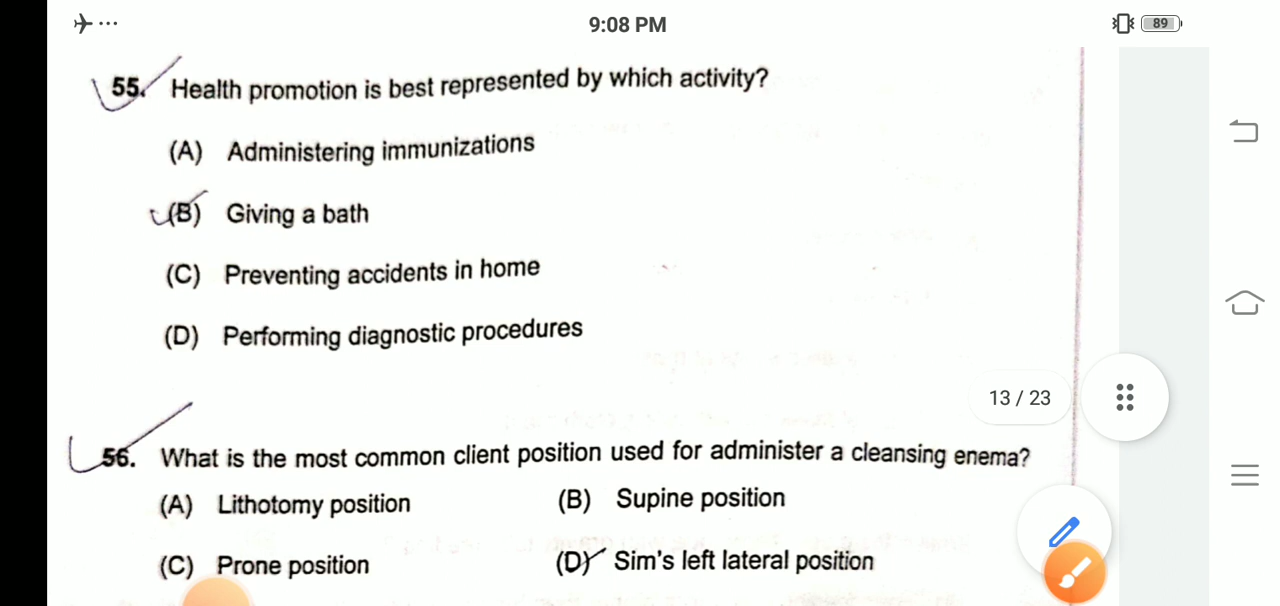 9:08 PM
89
55. Health promotion is best represented by which activity?
(A) Administering immunizations
(B) Giving a bath
(C) Preventing accidents in home
(D) Performing diagnostic procedures
13 / 23
56. What is the most common client position used for administer a cleansing enema?
(A) Lithotomy position (B) Supine position
(C) Prone position (D) Sim's left lateral position